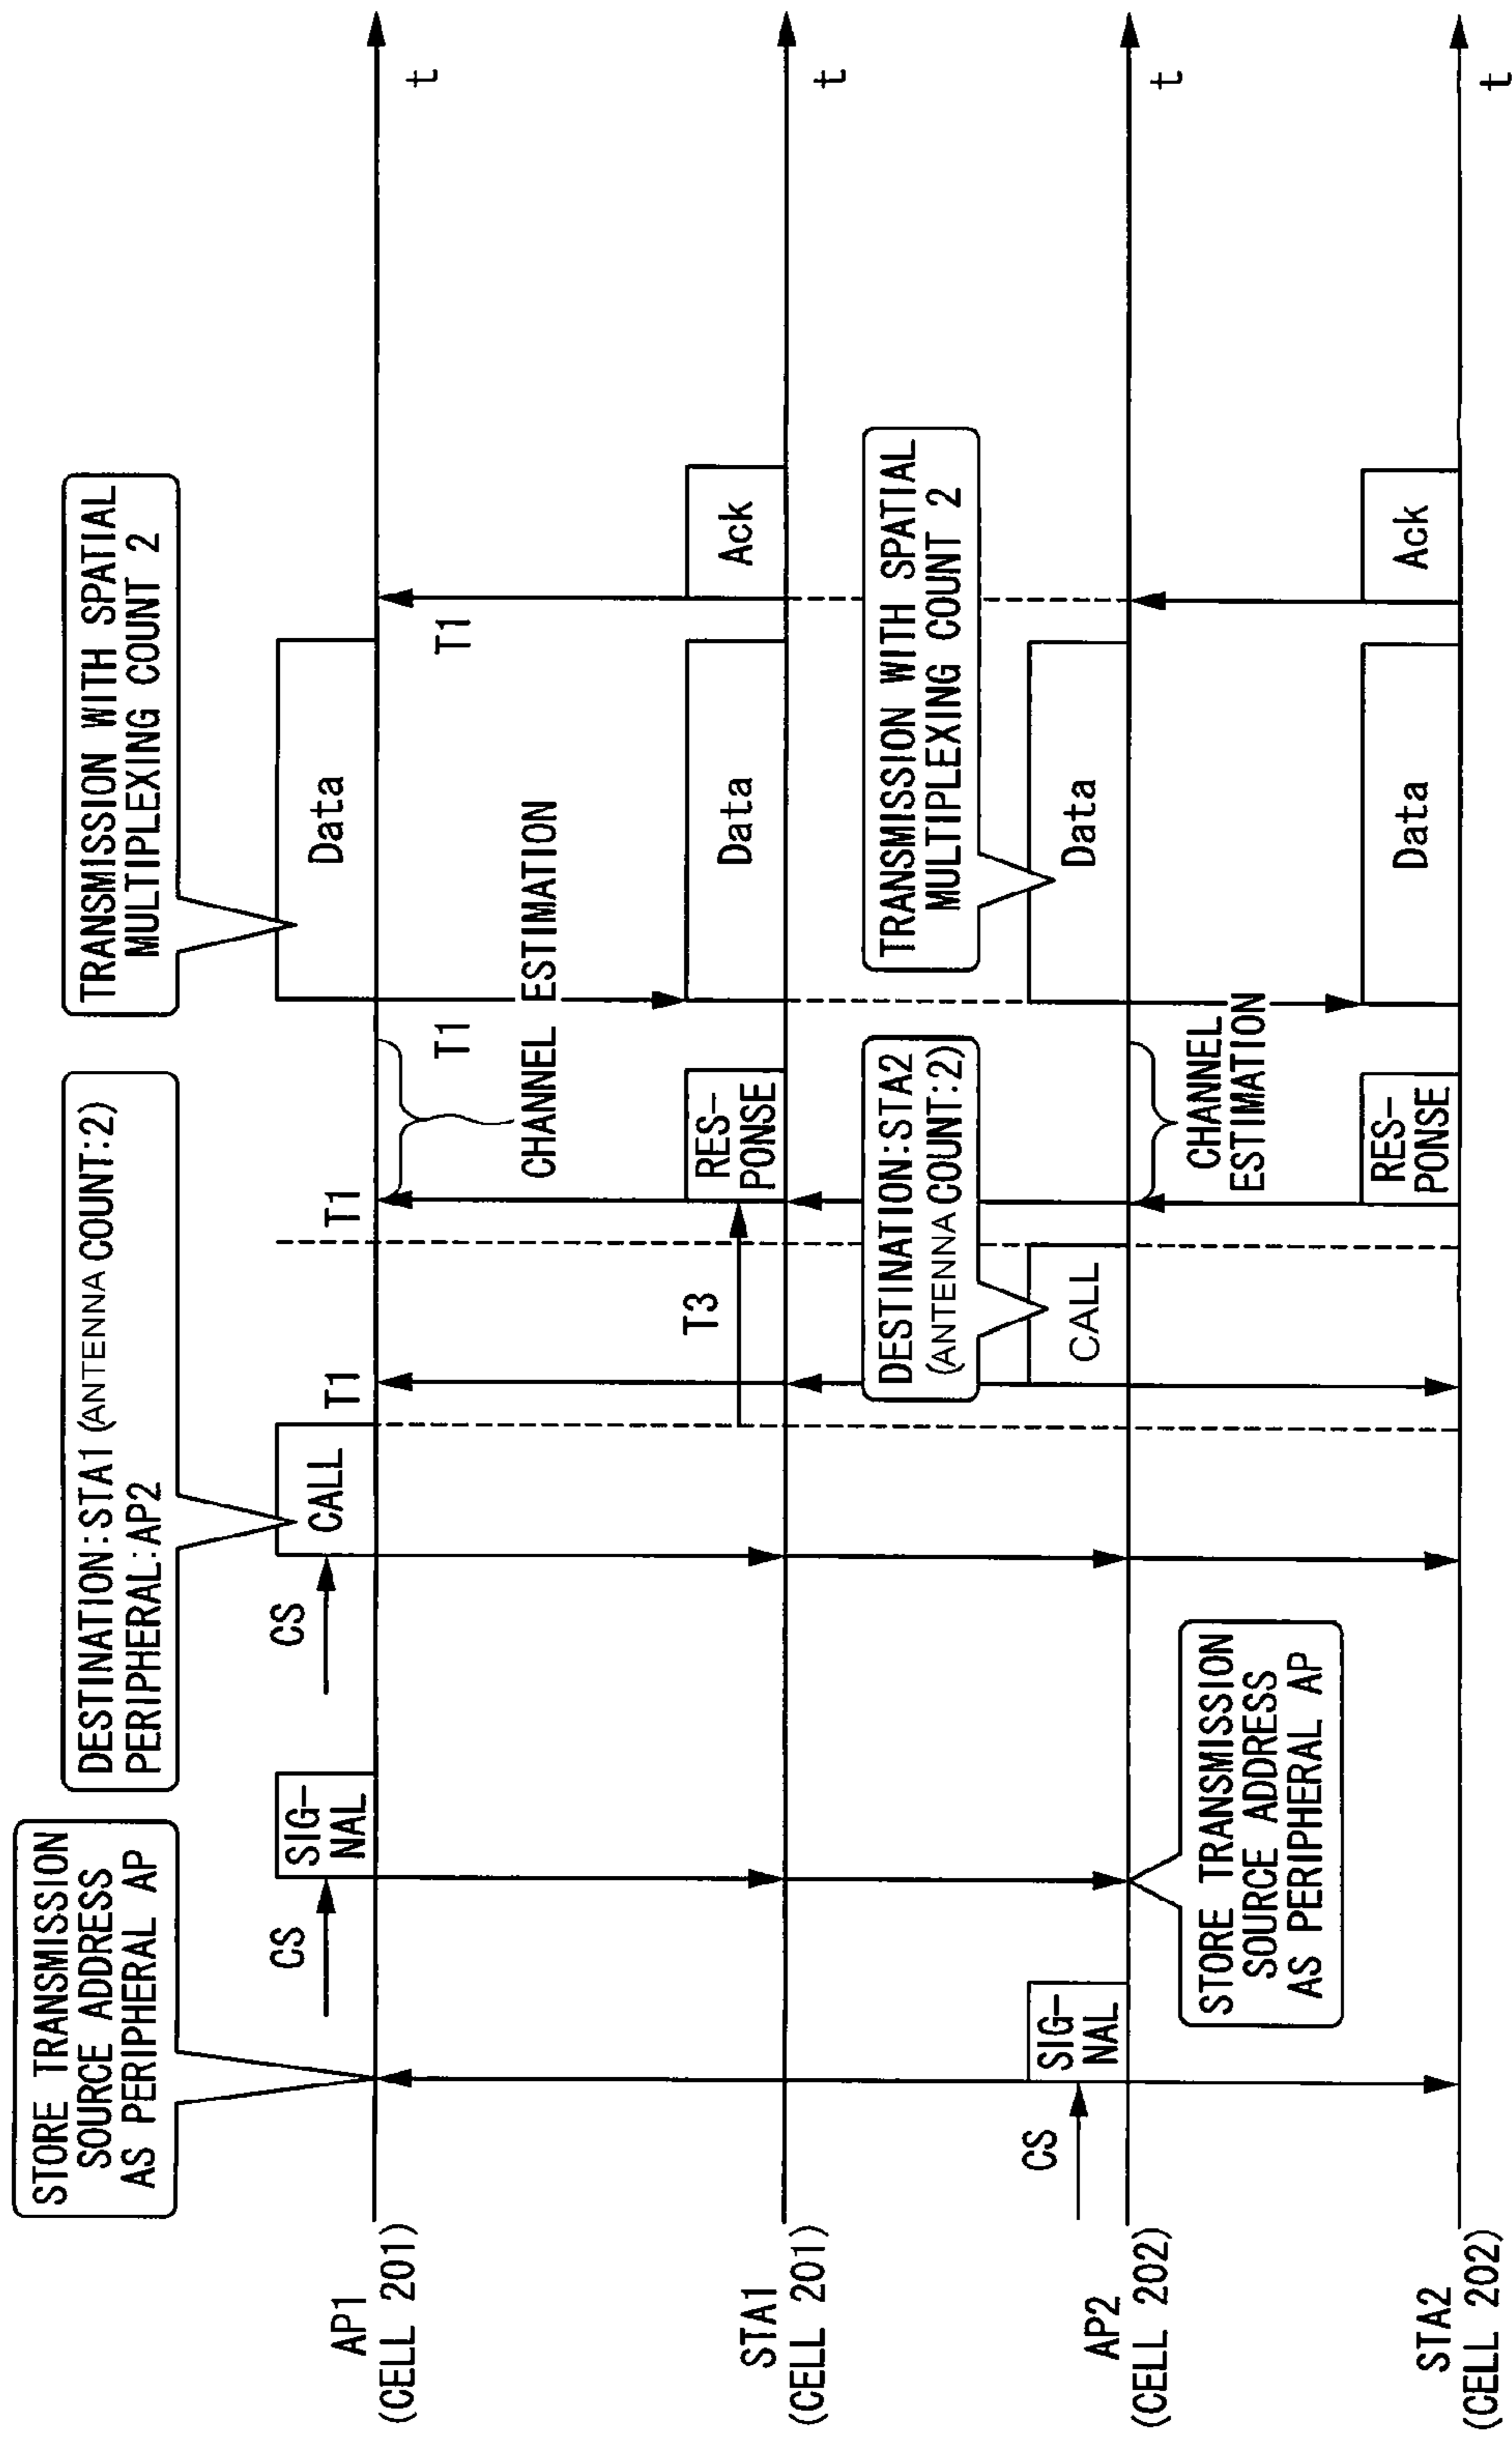 STORE TRANSMISSION
SOURCE ADDRESS
AS PERIPHERAL AP
DESTINATION:STA1 (ANTENNA COUNT:2)
PERIPHERAL:AP2
TRANSMISSION WITH SPATIAL
MULTIPLEXING COUNT 2
AP1
(CELL 201)
CS
SIG-
NAL
CS
CALL
T1
T1
T1
CHANNEL ESTIMATION
Data
T1
t
STA1
(CELL 201)
T3
RES-
PONSE
Data
Ack
t
DESTINATION:STA2
(ANTENNA COUNT:2)
TRANSMISSION WITH SPATIAL
MULTIPLEXING COUNT 2
AP2
(CELL 202)
CS
SIG-
NAL
CALL
Data
t
STORE TRANSMISSION
SOURCE ADDRESS
AS PERIPHERAL AP
CHANNEL
ESTIMATION
STA2
(CELL 202)
RES-
PONSE
Data
Ack
t